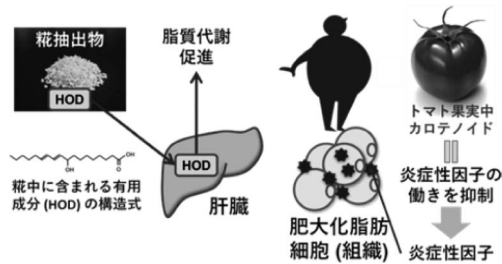 糀抽出物
HOD
OH
O
OH
糀中に含まれる有用
成分(HOD)の構造式
脂質代謝
促進
HOD
肝臓
肥大化脂肪
細胞(組織)
トマト果実中
カロテノイド
炎症性因子の
働きを抑制
炎症性因子